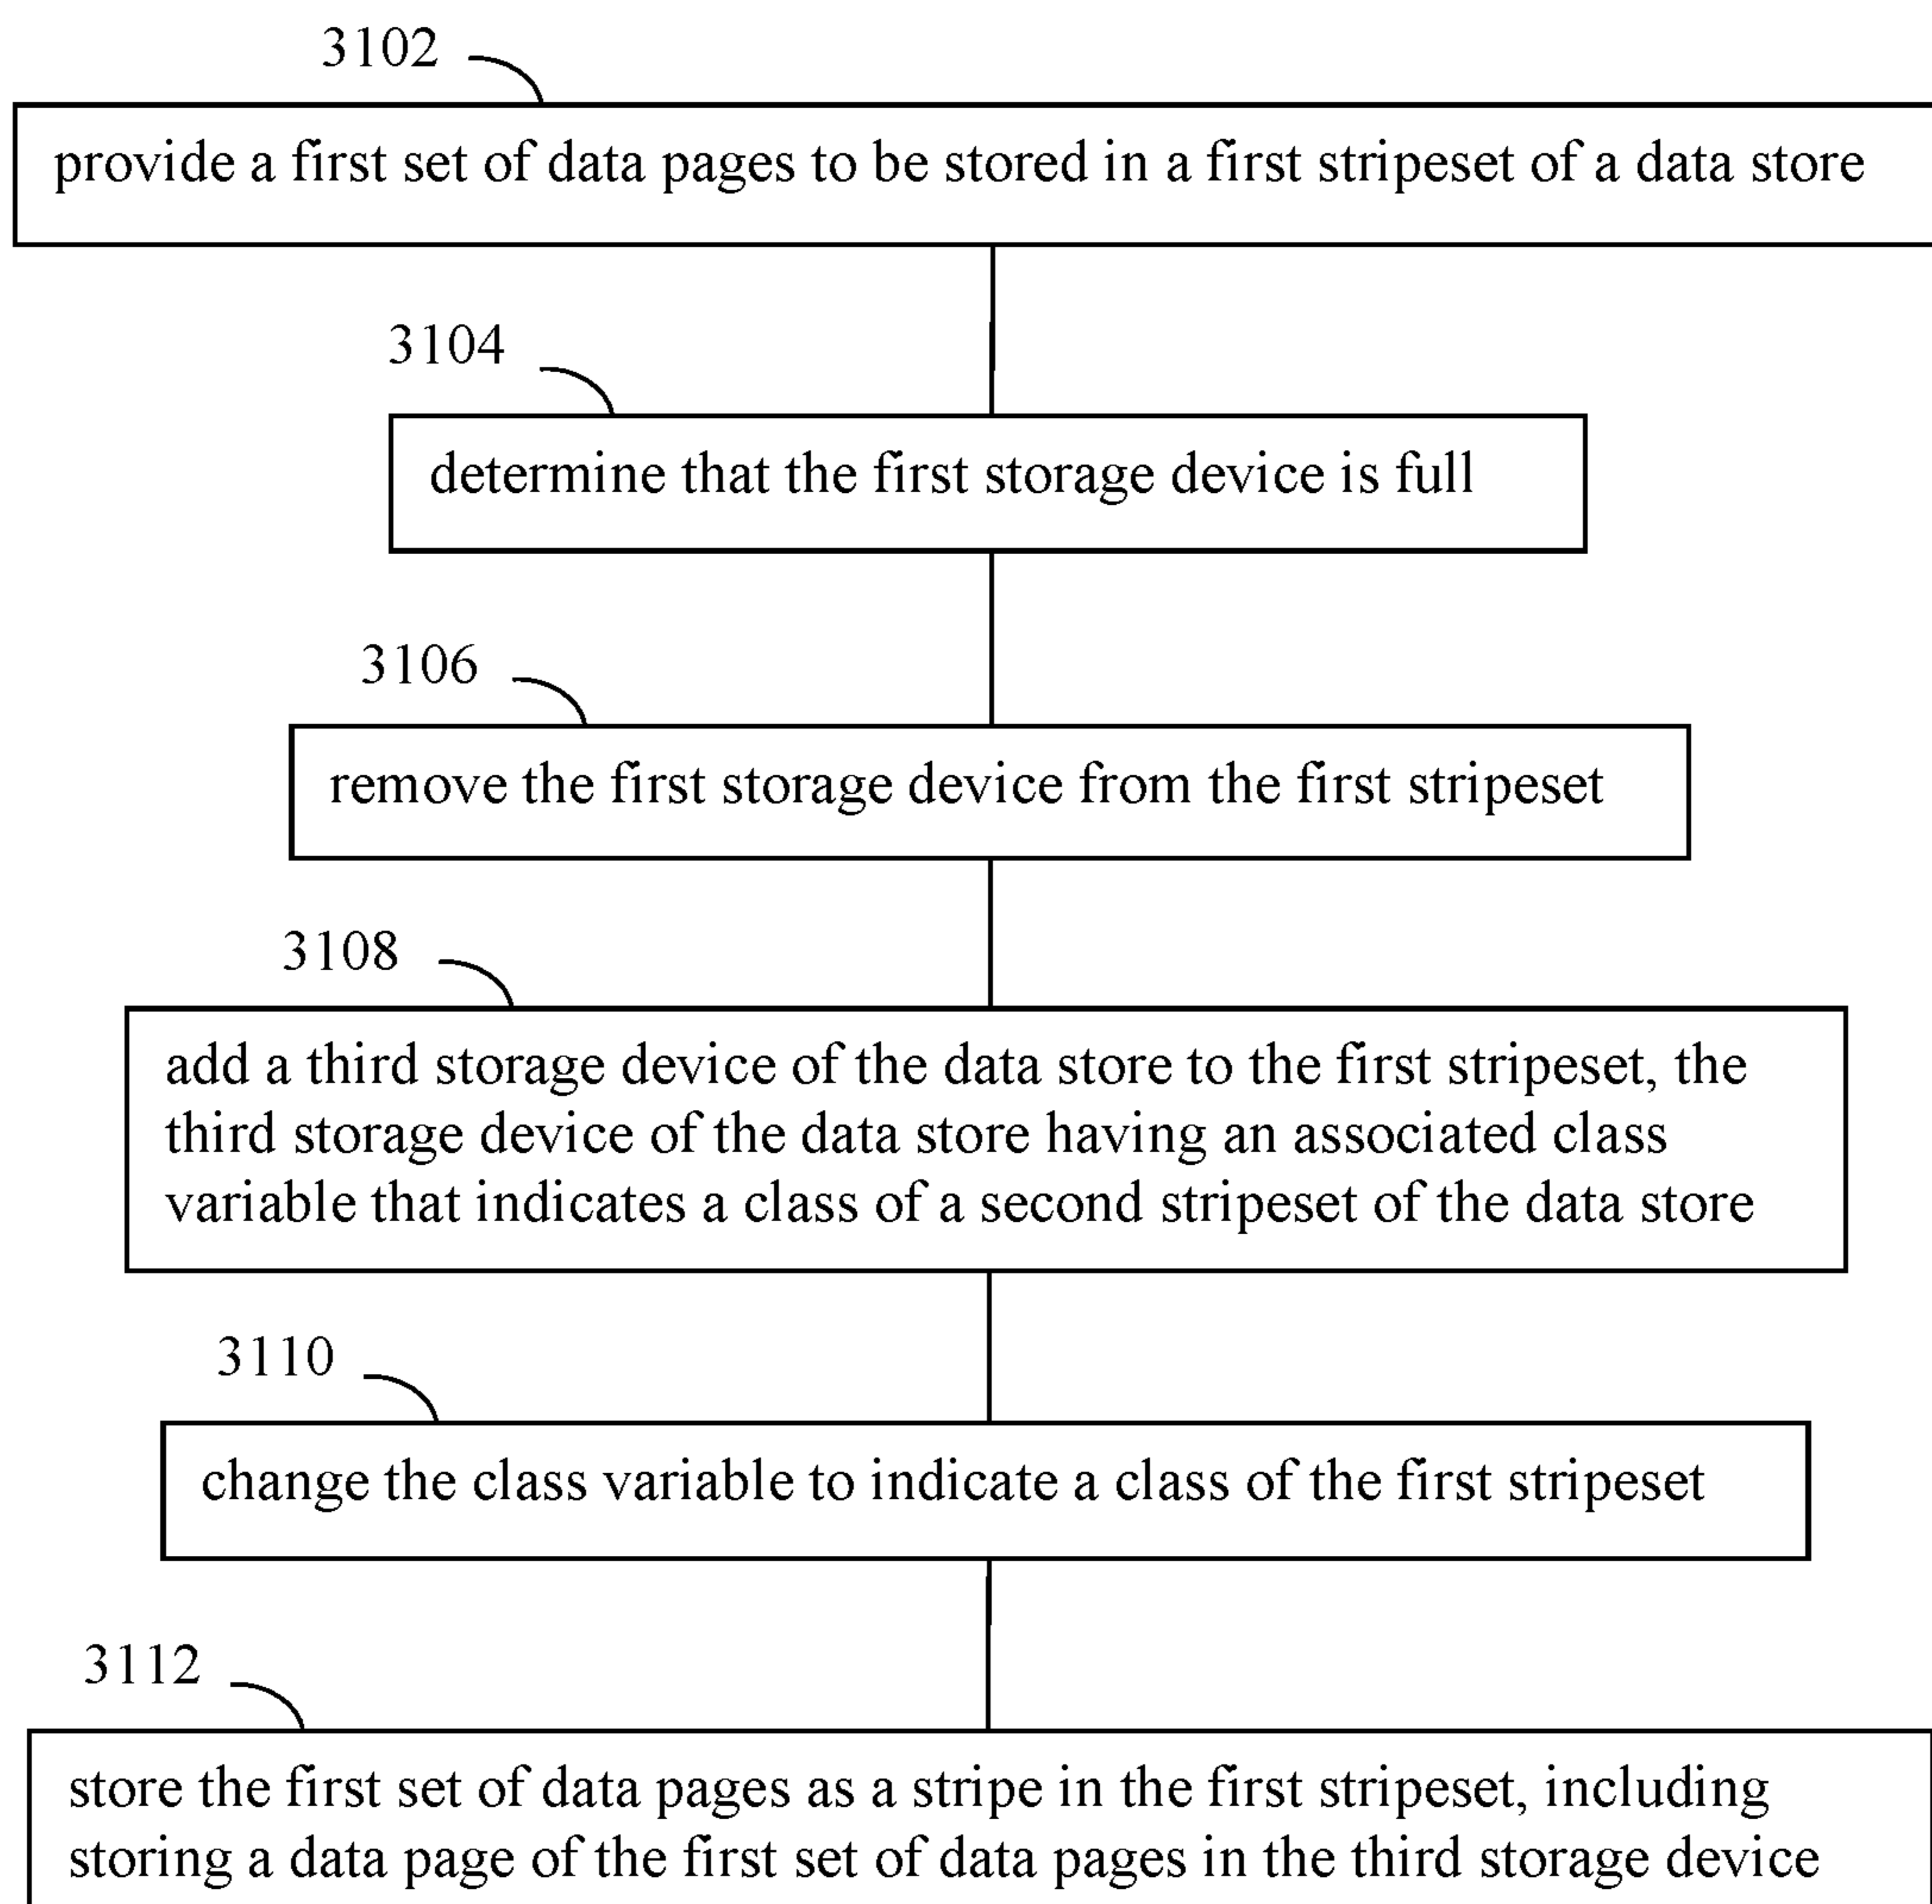 3102
provide a first set of data pages to be stored in a first stripeset of a data store
3104
determine that the first storage device is full
3106
remove the first storage device from the first stripeset
3108
add a third storage device of the data store to the first stripeset, the
third storage device of the data store having an associated class
variable that indicates a class of a second stripeset of the data store
3110
change the class variable to indicate a class of the first stripeset
3112
store the first set of data pages as a stripe in the first stripeset, including
storing a data page of the first set of data pages in the third storage device